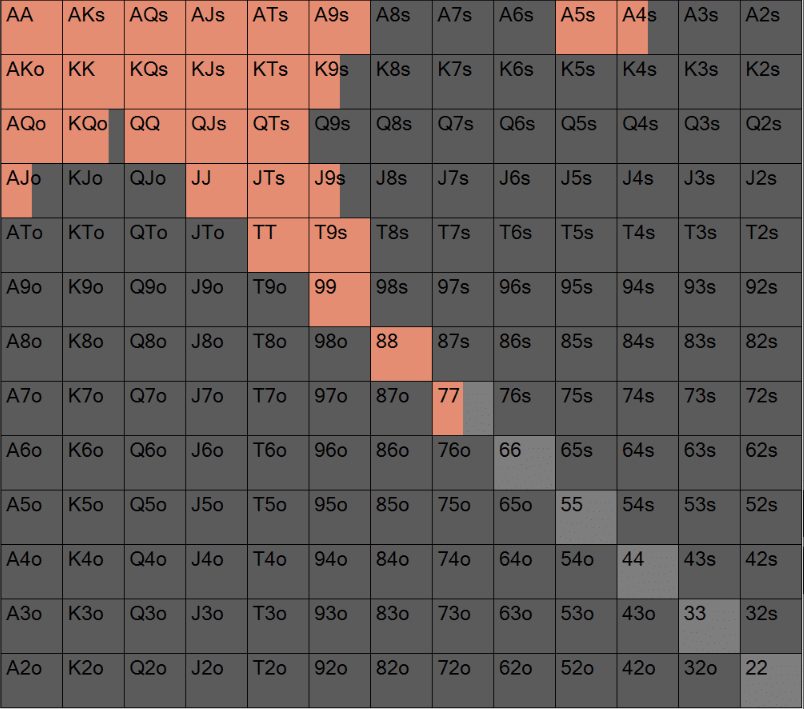 AA AKs AQs AJs ATs A9s A8s A7s A6s A5s A4s A3s A2s
AKo KK KQs KJs KTs K9s K8s K7s K6s K5s K4s K3s K2s
AQo KQo QQ QJs QTs Q9s Q8s Q7s Q6s Q5s Q4s Q3s Q2s
AJo KJo QJo JJ JTs J9s J8s J7s J6s J5s J4s J3s J2s
ATo KTo QTo JTo TT T9s T8s T7s T6s T5s T4s T3s T2s
A9o K9o Q9o J9o T9o 99 98s 97s 96s 95s 94s 93s 92s
A8o K8o Q8o J8o T8o 98o 88 87s 86s 85s 84s 83s 82s
A7o K7o Q7o J7o T7o 97o 87o 77 76s 75s 74s 73s 72s
A6o K6o Q6o J6o T6o 96o 86o 76o 66 65s 64s 63s 62s
A5o K5o Q5o J5o T5o 95o 85o 75o 65o 55 54s 53s 52s
A4o K4o Q4o J4o T4o 94o 84o 74o 64o 54o 44 43s 42s
A3o K3o Q3o J3o T3o 93o 83o 73o 63o 53o 43o 33 32s
A2o K2o Q2o J2o T2o 92o 82o 72o 62o 52o 42o 32o 22